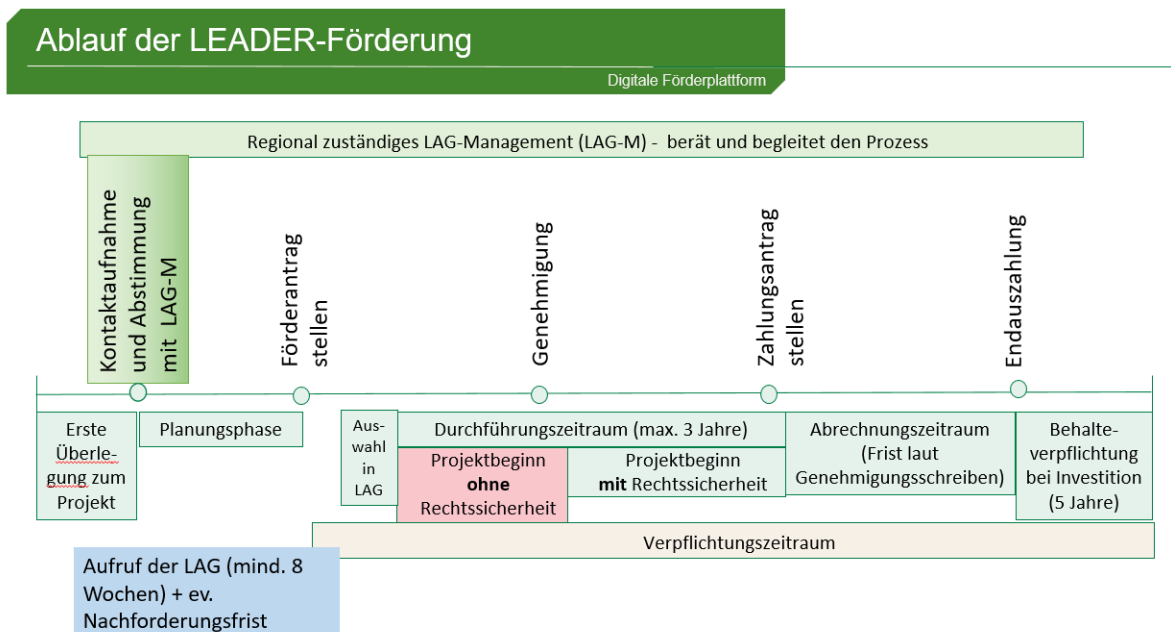 Ablauf der LEADER-Förderung
Digitale Förderplattform
Regional zuständiges LAG-Management (LAG-M) - berät und begleitet den Prozess
Kontaktaufnahme
und Abstimmung
mit LAG-M
Förderantrag
stellen
Genehmigung
Zahlungsantrag
stellen
Endauszahlung
Erste
Überle-
gung zum
Projekt
Planungsphase
Aus-
wahl
in
LAG
Durchführungszeitraum (max. 3 Jahre)
Projektbeginn
ohne
Rechtssicherheit
Projektbeginn
mit Rechtssicherheit
Abrechnungszeitraum
(Frist laut
Genehmigungsschreiben)
Behalte-
verpflichtung
bei Investition
(5 Jahre)
Verpflichtungszeitraum
Aufruf der LAG (mind. 8
Wochen) + ev.
Nachforderungsfrist